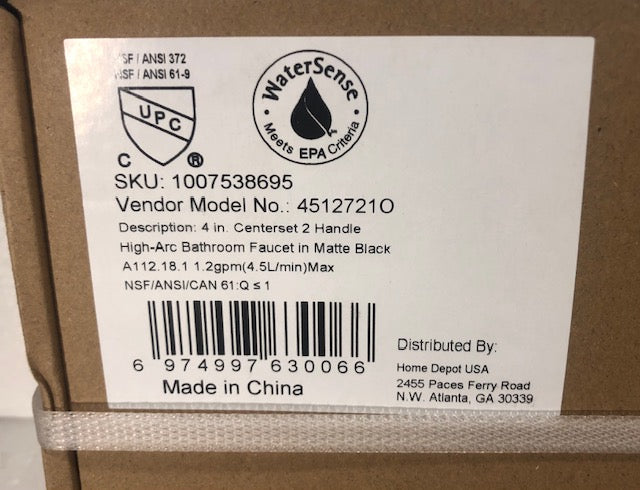 NSF / ANSI 372
NSF / ANSI 61-9
UPC
C ®
WaterSense
Meets EPA Criteria
SKU: 1007538695
Vendor Model No.: 4512721O
Description: 4 in. Centerset 2 Handle
High-Arc Bathroom Faucet in Matte Black
A112.18.1 1.2gpm(4.5L/min)Max
NSF/ANSI/CAN 61:Q ≤ 1
6 974997 630066
Made in China
Distributed By:
Home Depot USA
2455 Paces Ferry Road
N.W. Atlanta, GA 30339